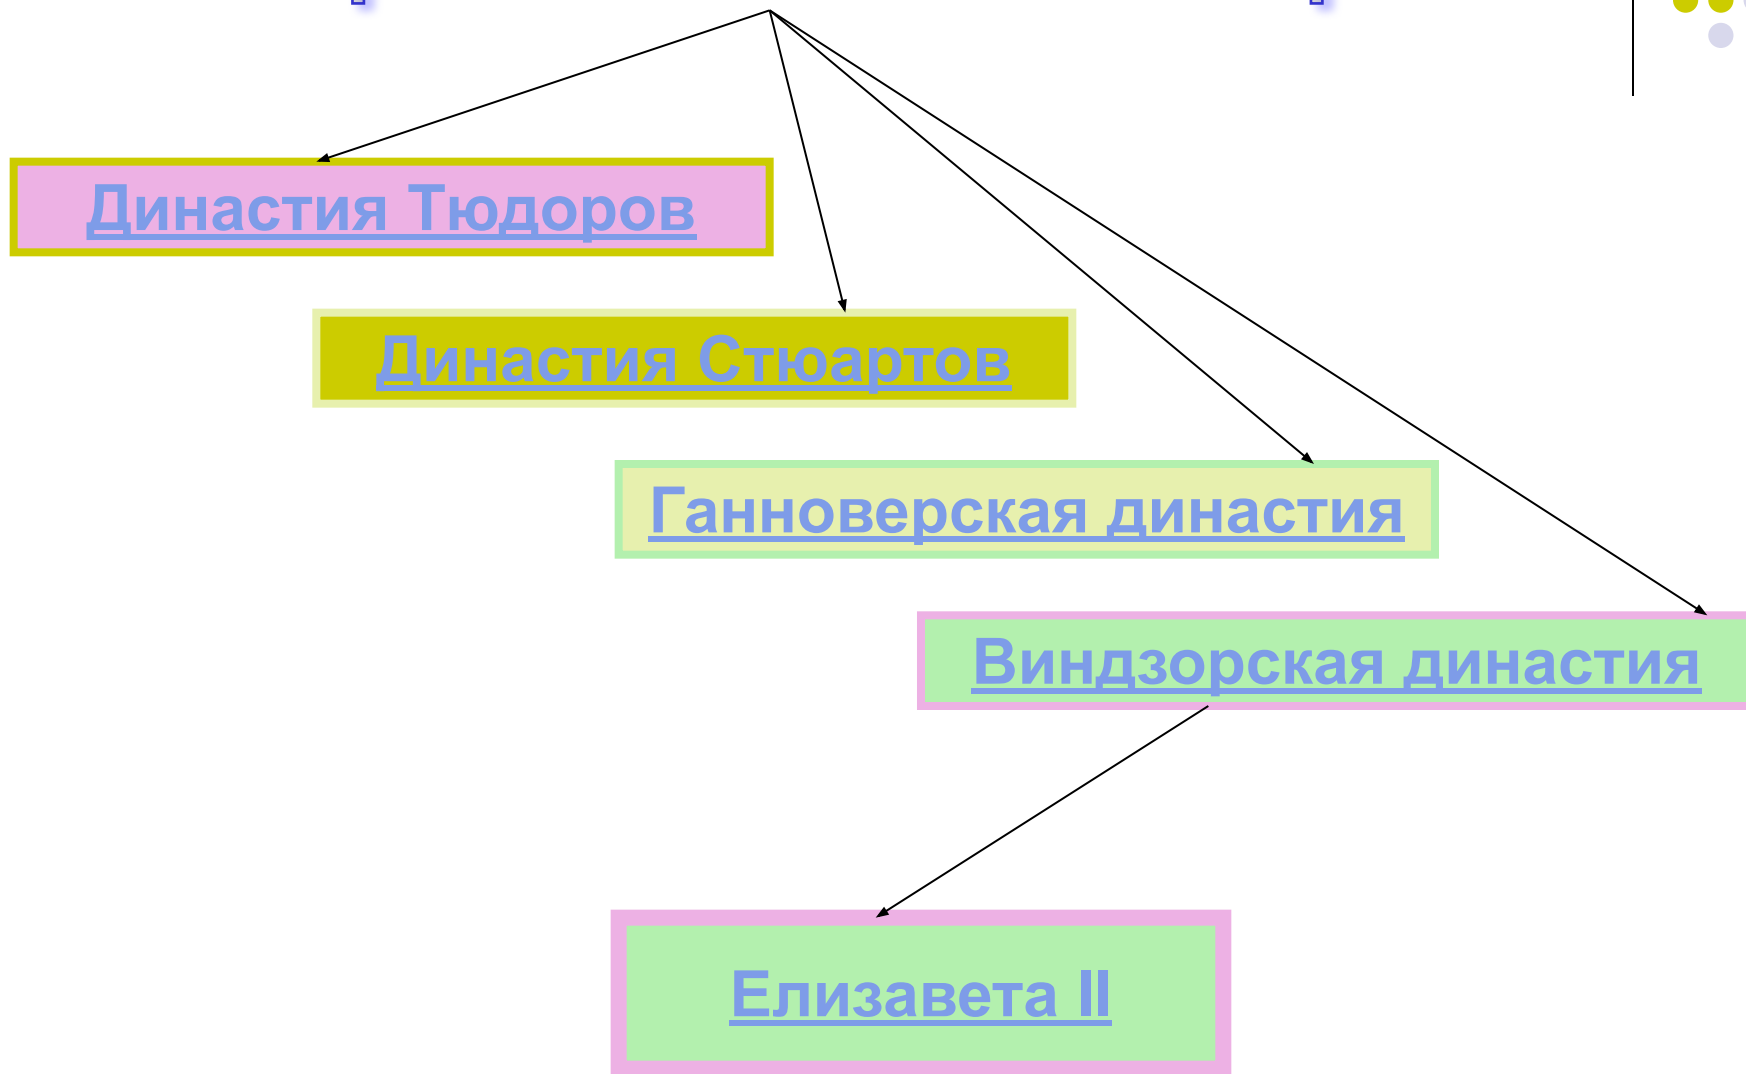 Династия Тюдоров
Династия Стюартов
Ганноверская династия
Виндзорская династия
Елизавета II